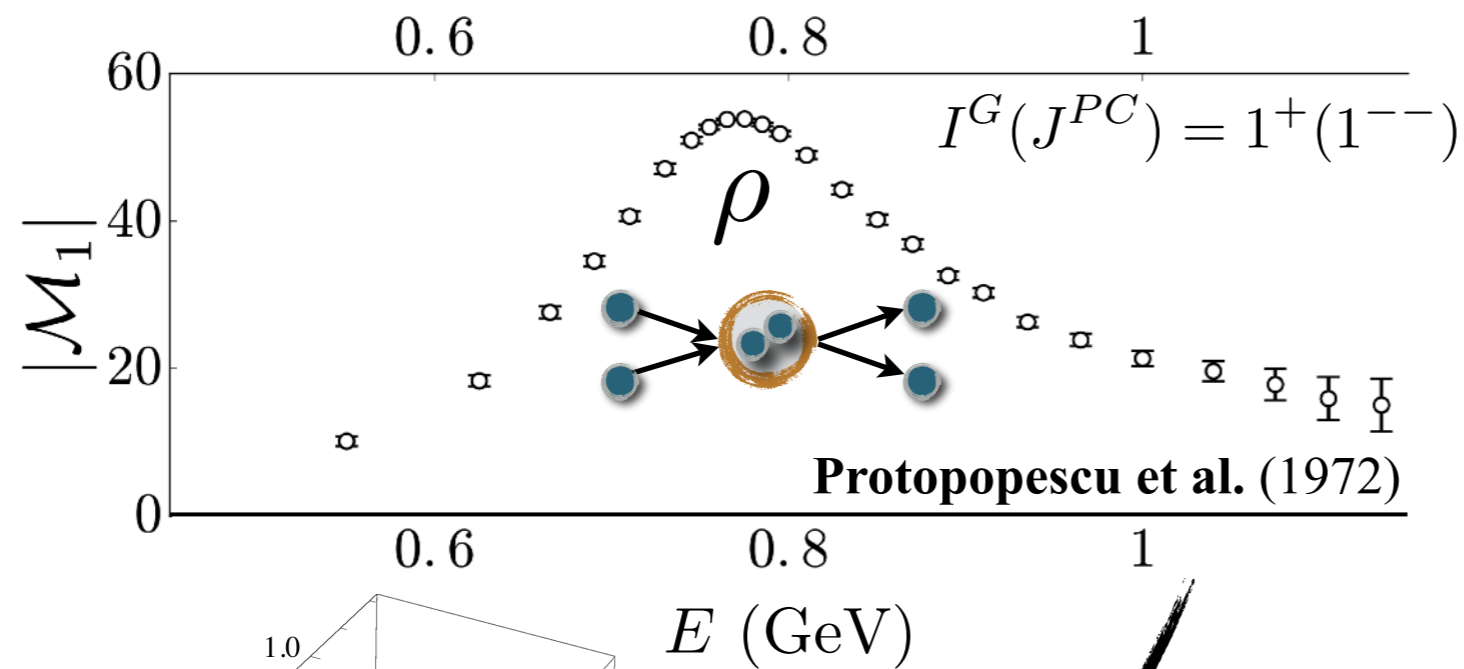 0.6 0.8 1
60
I^G(J^{PC}) = 1^+(1^{--})
ρ
40
|ℳ_1|
20
Protopopescu et al. (1972)
0
0.6 0.8 1
E (GeV)
1.0